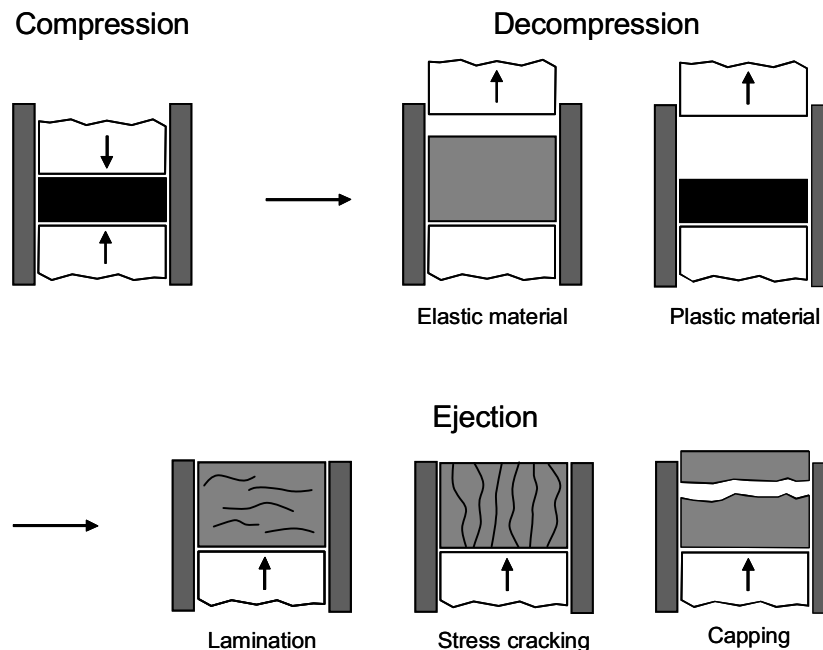 Compression
Decompression
Elastic material
Plastic material
Ejection
Lamination
Stress cracking
Capping